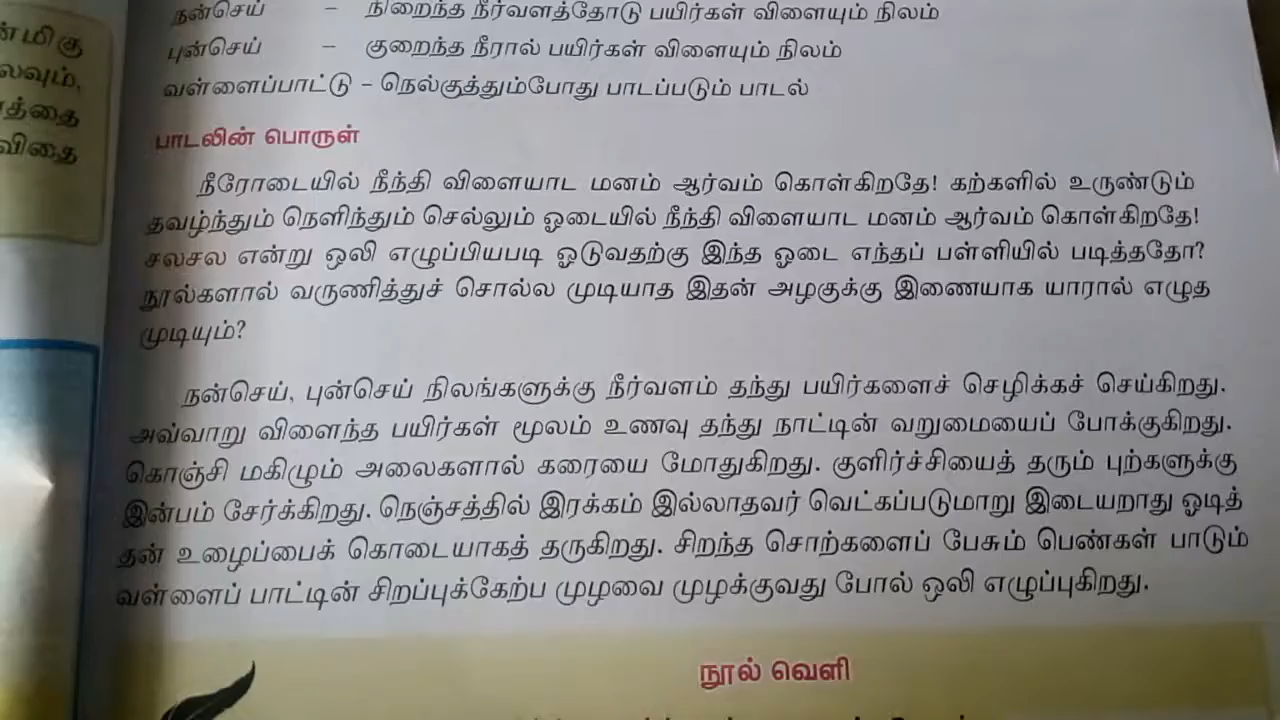 ன்மிகு
லவும்,
த்தை
விதை
நன்செய் – நிறைந்த நீர்வளத்தோடு பயிர்கள் விளையும் நிலம்
புன்செய் – குறைந்த நீரால் பயிர்கள் விளையும் நிலம்
வள்ளைப்பாட்டு – நெல்குத்தும்போது பாடப்படும் பாடல்
பாடலின் பொருள்
நீரோடையில் நீந்தி விளையாட மனம் ஆர்வம் கொள்கிறதே! கற்களில் உருண்டும்
தவழ்ந்தும் நெளிந்தும் செல்லும் ஓடையில் நீந்தி விளையாட மனம் ஆர்வம் கொள்கிறதே!
சலசல என்று ஒலி எழுப்பியபடி ஓடுவதற்கு இந்த ஓடை எந்தப் பள்ளியில் படித்ததோ?
நூல்களால் வருணித்துச் சொல்ல முடியாத இதன் அழகுக்கு இணையாக யாரால் எழுத
முடியும்?
நன்செய், புன்செய் நிலங்களுக்கு நீர்வளம் தந்து பயிர்களைச் செழிக்கச் செய்கிறது.
அவ்வாறு விளைந்த பயிர்கள் மூலம் உணவு தந்து நாட்டின் வறுமையைப் போக்குகிறது.
கொஞ்சி மகிழும் அலைகளால் கரையை மோதுகிறது. குளிர்ச்சியைத் தரும் புற்களுக்கு
இன்பம் சேர்க்கிறது. நெஞ்சத்தில் இரக்கம் இல்லாதவர் வெட்கப்படுமாறு இடையறாது ஓடித்
தன் உழைப்பைக் கொடையாகத் தருகிறது. சிறந்த சொற்களைப் பேசும் பெண்கள் பாடும்
வள்ளைப் பாட்டின் சிறப்புக்கேற்ப முழவை முழக்குவது போல் ஒலி எழுப்புகிறது.
நூல் வெளி